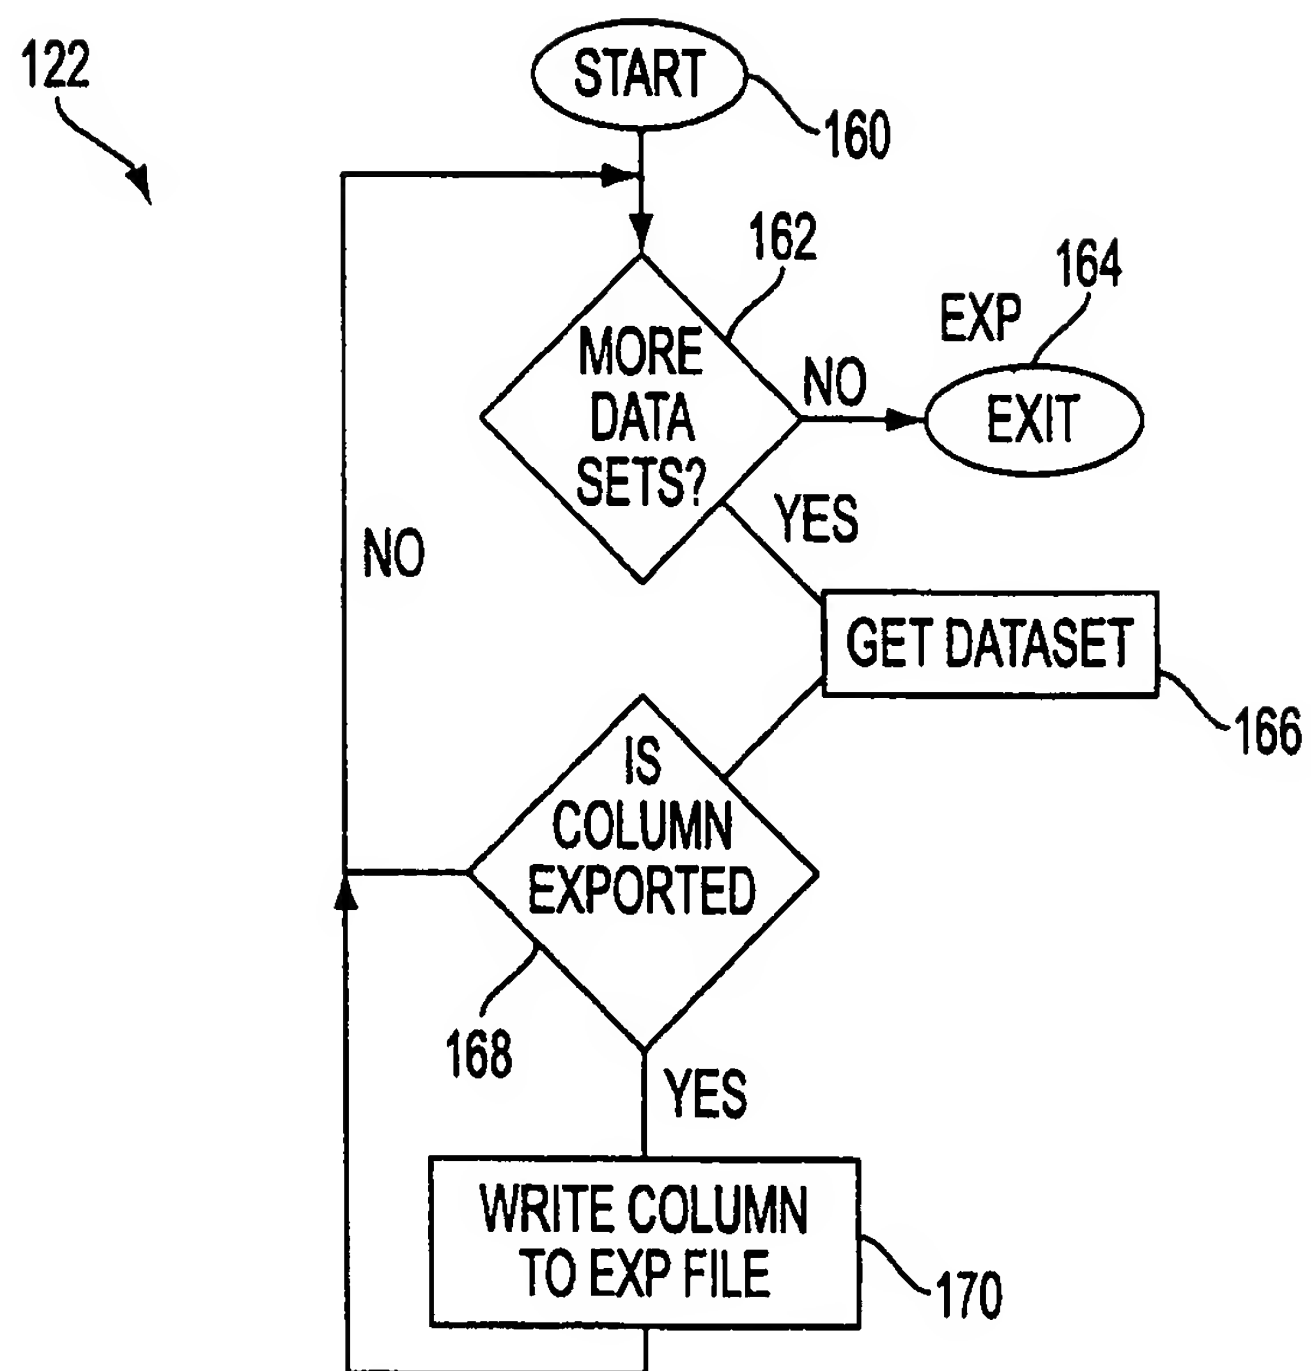 122
START
160
162
164
EXP
MORE
DATA
SETS?
NO
EXIT
YES
NO
GET DATASET
166
IS
COLUMN
EXPORTED
168
YES
WRITE COLUMN
TO EXP FILE
170